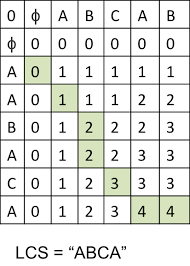 0 ϕ A B C A B
ϕ 0 0 0 0 0 0
A 0 1 1 1 1 1
A 0 1 1 1 2 2
B 0 1 2 2 2 3
A 0 1 2 2 3 3
C 0 1 2 3 3 3
A 0 1 2 3 4 4
LCS = "ABCA"